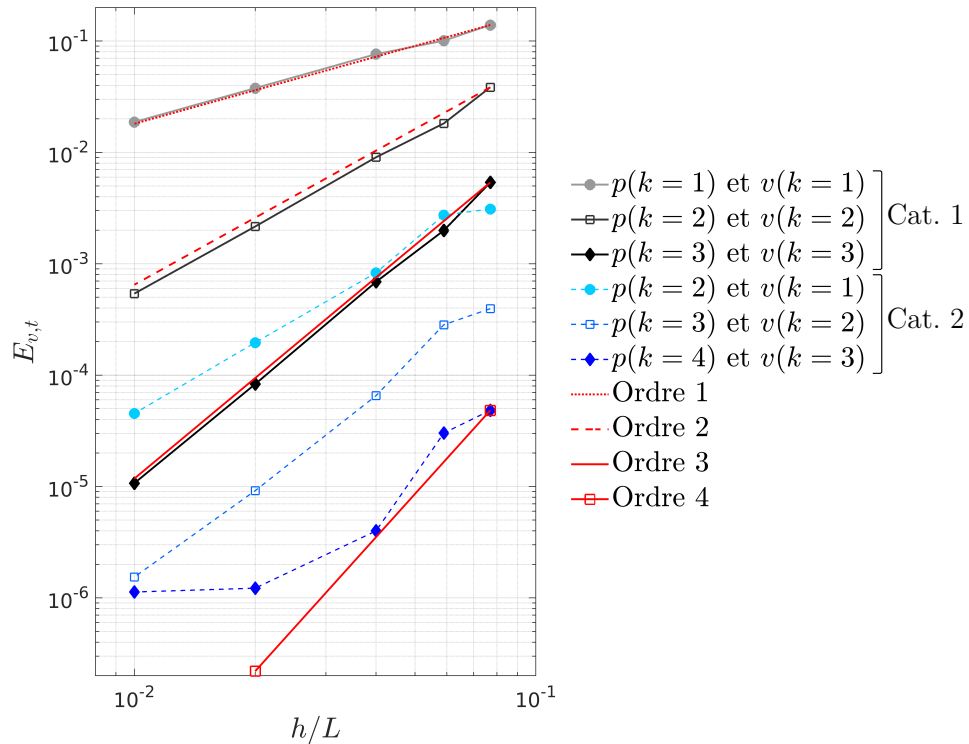 10⁻¹
10⁻²
10⁻³
10⁻⁴
10⁻⁵
10⁻⁶
E_{v,t}
10⁻²
10⁻¹
h/L
p(k = 1) et v(k = 1)
p(k = 2) et v(k = 2)
p(k = 3) et v(k = 3)
Cat. 1
p(k = 2) et v(k = 1)
p(k = 3) et v(k = 2)
p(k = 4) et v(k = 3)
Cat. 2
Ordre 1
Ordre 2
Ordre 3
Ordre 4